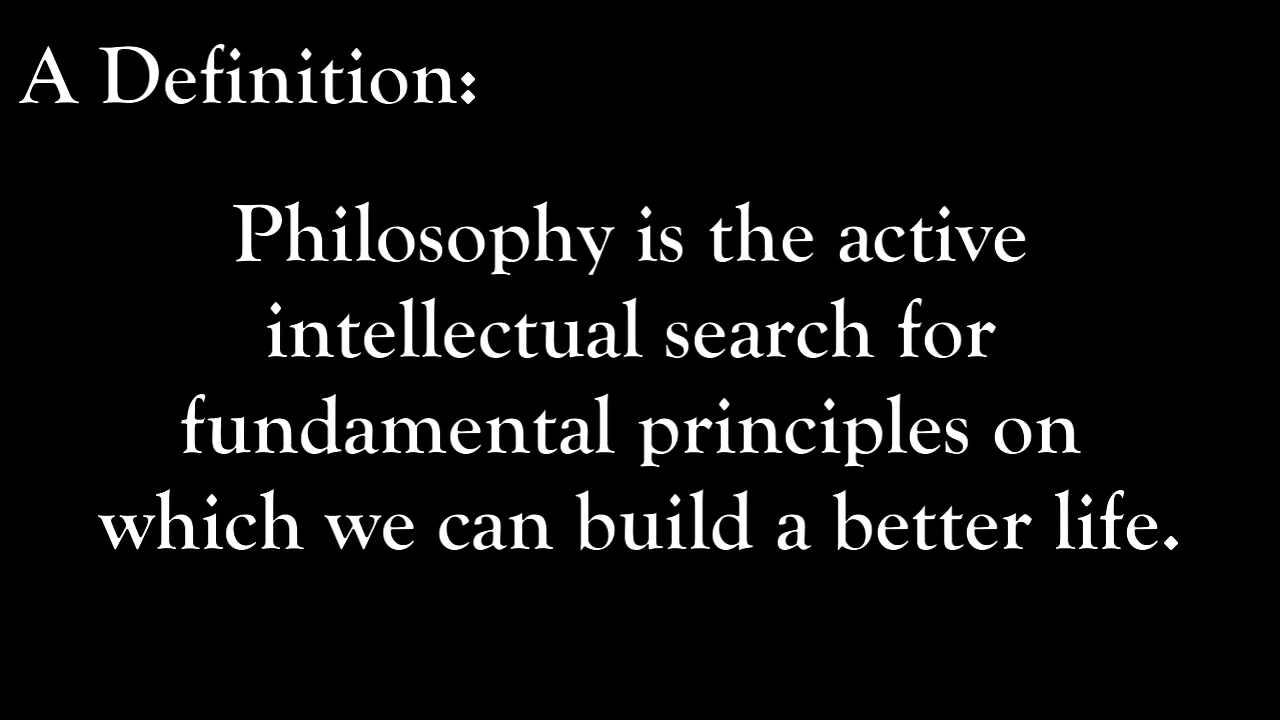 A Definition:
Philosophy is the active
intellectual search for
fundamental principles on
which we can build a better life.